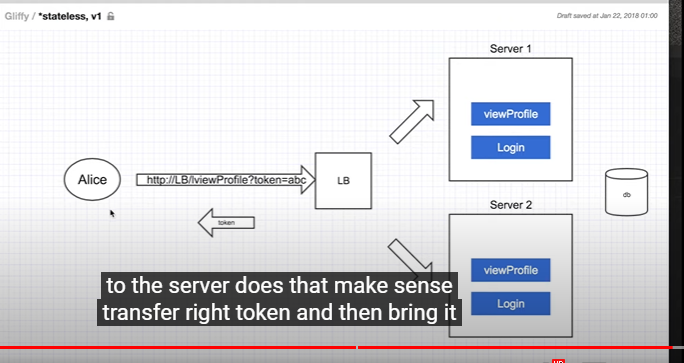 Gliffy / *stateless, v1
Draft saved at Jan 22, 2018 01:00
Server 1
viewProfile
Login
Alice
http://LB/lviewProfile?token=abc
LB
db
token
Server 2
viewProfile
Login
to the server does that make sense
transfer right token and then bring it